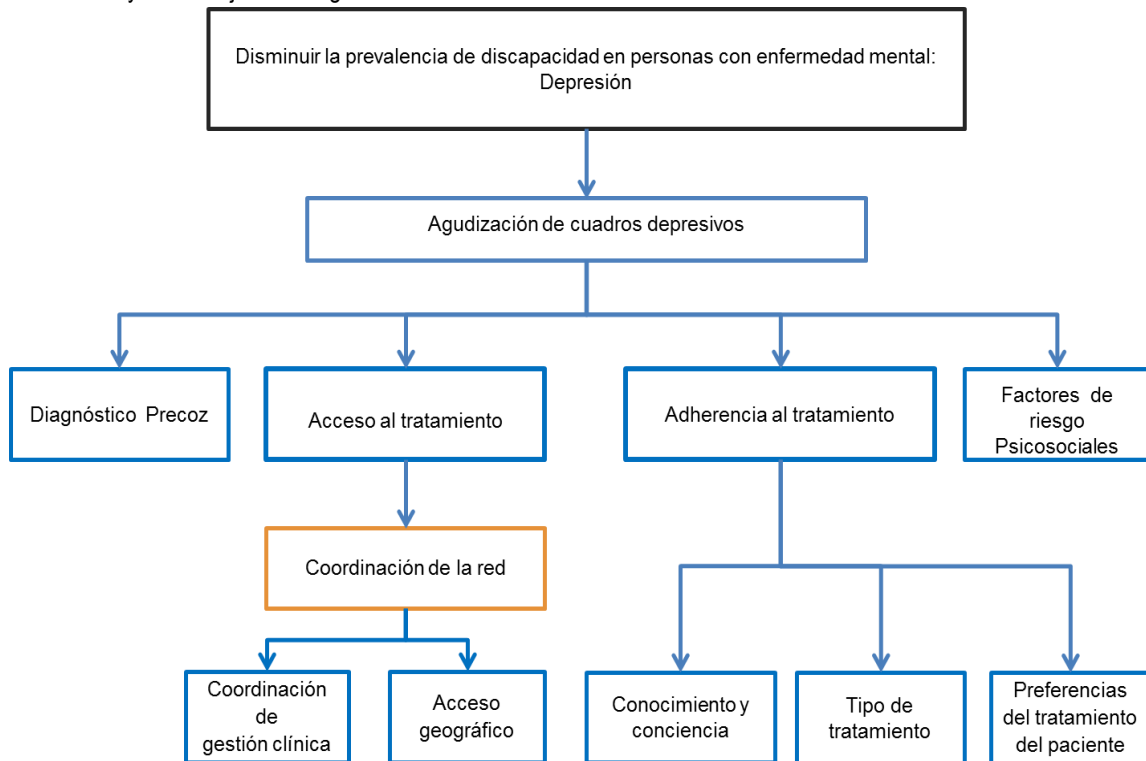 Disminuir la prevalencia de discapacidad en personas con enfermedad mental:
Depresión
Agudización de cuadros depresivos
Diagnóstico Precoz
Acceso al tratamiento
Adherencia al tratamiento
Factores de
riesgo
Psicosociales
Coordinación de la red
Coordinación
de
gestión clínica
Acceso
geográfico
Conocimiento y
conciencia
Tipo de
tratamiento
Preferencias
del tratamiento
del paciente